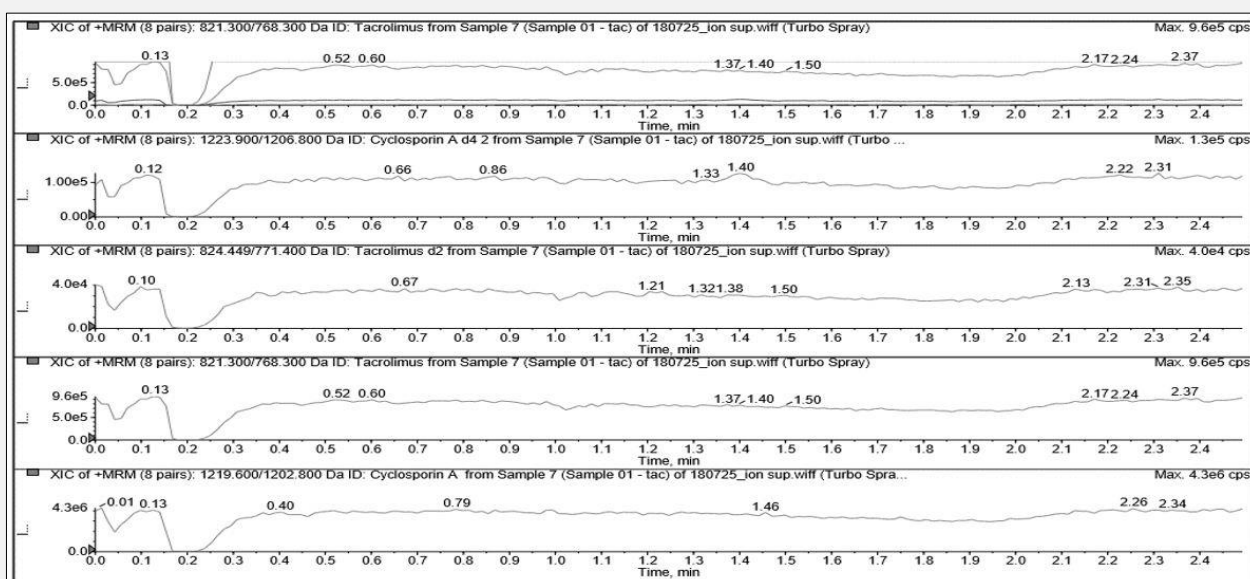 XIC of +MRM (8 pairs): 821.300/768.300 Da ID: Tacrolimus from Sample 7 (Sample 01 - tac) of 180725_ion sup.wiff (Turbo Spray) Max. 9.6e5 cps
0.13 0.52 0.60 1.37 1.40 1.50 2.17 2.24 2.37
5.0e5
0.0
0.0 0.1 0.2 0.3 0.4 0.5 0.6 0.7 0.8 0.9 1.0 1.1 1.2 1.3 1.4 1.5 1.6 1.7 1.8 1.9 2.0 2.1 2.2 2.3 2.4
Time, min
XIC of +MRM (8 pairs): 1223.900/1206.800 Da ID: Cyclosporin A d4 2 from Sample 7 (Sample 01 - tac) of 180725_ion sup.wiff (Turbo ... Max. 1.3e5 cps
0.12 0.66 0.86 1.33 1.40 2.22 2.31
1.00e5
0.00
0.0 0.1 0.2 0.3 0.4 0.5 0.6 0.7 0.8 0.9 1.0 1.1 1.2 1.3 1.4 1.5 1.6 1.7 1.8 1.9 2.0 2.1 2.2 2.3 2.4
Time, min
XIC of +MRM (8 pairs): 824.449/771.400 Da ID: Tacrolimus d2 from Sample 7 (Sample 01 - tac) of 180725_ion sup.wiff (Turbo Spray) Max. 4.0e4 cps
0.10 0.67 1.21 1.32 1.38 1.50 2.13 2.31 2.35
4.0e4
0.0
0.0 0.1 0.2 0.3 0.4 0.5 0.6 0.7 0.8 0.9 1.0 1.1 1.2 1.3 1.4 1.5 1.6 1.7 1.8 1.9 2.0 2.1 2.2 2.3 2.4
Time, min
XIC of +MRM (8 pairs): 821.300/768.300 Da ID: Tacrolimus from Sample 7 (Sample 01 - tac) of 180725_ion sup.wiff (Turbo Spray) Max. 9.6e5 cps
0.13 0.52 0.60 1.37 1.40 1.50 2.17 2.24 2.37
9.6e5
5.0e5
0.0
0.0 0.1 0.2 0.3 0.4 0.5 0.6 0.7 0.8 0.9 1.0 1.1 1.2 1.3 1.4 1.5 1.6 1.7 1.8 1.9 2.0 2.1 2.2 2.3 2.4
Time, min
XIC of +MRM (8 pairs): 1219.600/1202.800 Da ID: Cyclosporin A from Sample 7 (Sample 01 - tac) of 180725_ion sup.wiff (Turbo Spra... Max. 4.3e6 cps
0.01 0.13 0.40 0.79 1.46 2.26 2.34
4.3e6
0.0
0.0 0.1 0.2 0.3 0.4 0.5 0.6 0.7 0.8 0.9 1.0 1.1 1.2 1.3 1.4 1.5 1.6 1.7 1.8 1.9 2.0 2.1 2.2 2.3 2.4
Time, min